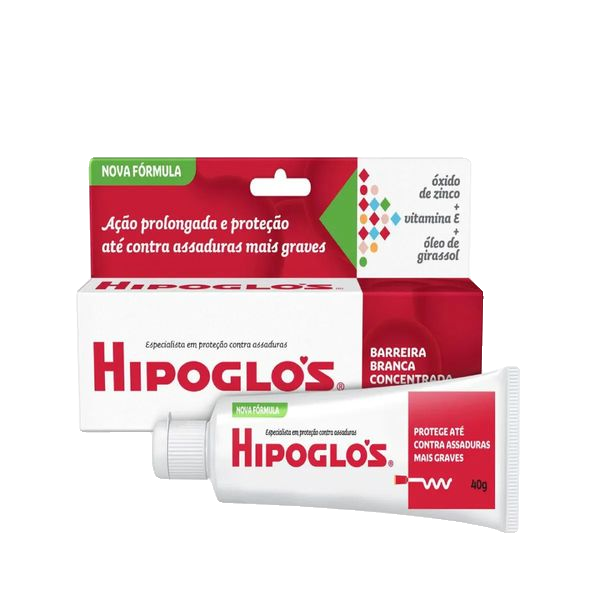 NOVA FÓRMULA
Ação prolongada e proteção
até contra assaduras mais graves
óxido
de zinco
+
vitamina E
+
óleo de
girassol
HIPOGLÓS
Especialista em proteção contra assaduras
HIPOGLÓS®
BARREIRA
BRANCA
CONCENTRADA
NOVA FÓRMULA
Especialista em proteção contra assaduras
HIPOGLÓS®
PROTEGE ATÉ
CONTRA ASSADURAS
MAIS GRAVES
40g